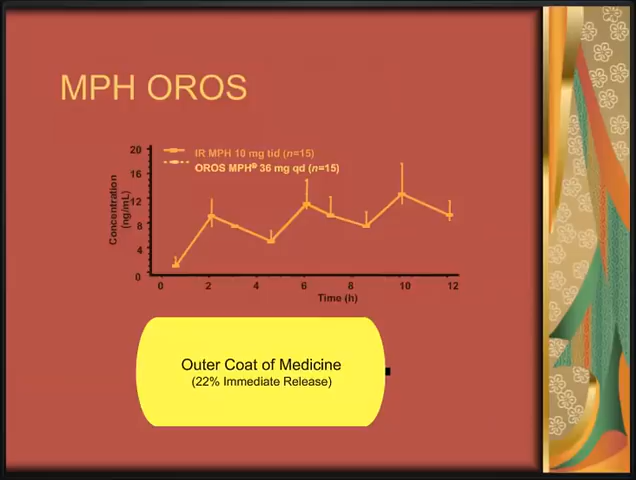 MPH OROS
IR MPH 10 mg tid (n=15)
OROS MPH® 36 mg qd (n=15)
Concentration
(ng/mL)
20
16
12
8
4
0
0 2 4 6 8 10 12
Time (h)
Outer Coat of Medicine
(22% Immediate Release)